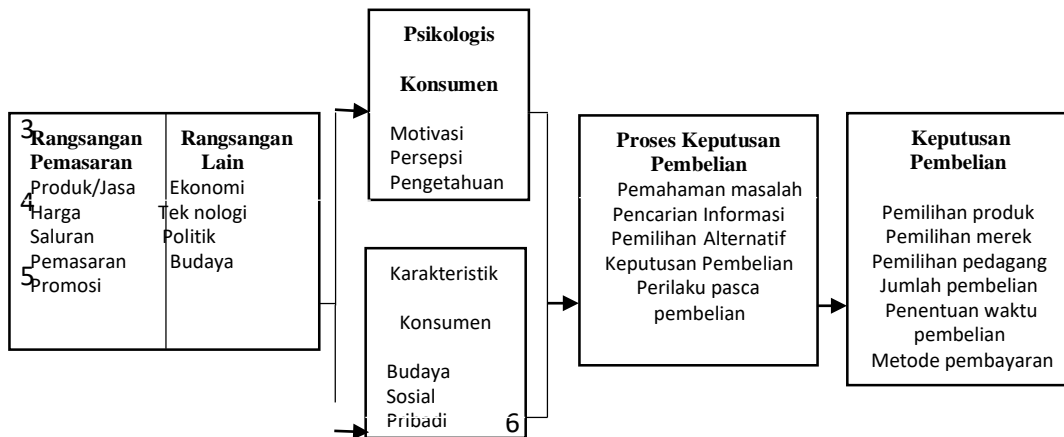 Psikologis
Konsumen
Motivasi
Persepsi
Pengetahuan
3
Rangsangan
Pemasaran
Produk/Jasa
4
Harga
Saluran
Pemasaran
5
Promosi
Rangsangan
Lain
Ekonomi
Tek nologi
Politik
Budaya
Karakteristik
Konsumen
Budaya
Sosial
Pribadi
6
Proses Keputusan
Pembelian
Pemahaman masalah
Pencarian Informasi
Pemilihan Alternatif
Keputusan Pembelian
Perilaku pasca
pembelian
Keputusan
Pembelian
Pemilihan produk
Pemilihan merek
Pemilihan pedagang
Jumlah pembelian
Penentuan waktu
pembelian
Metode pembayaran